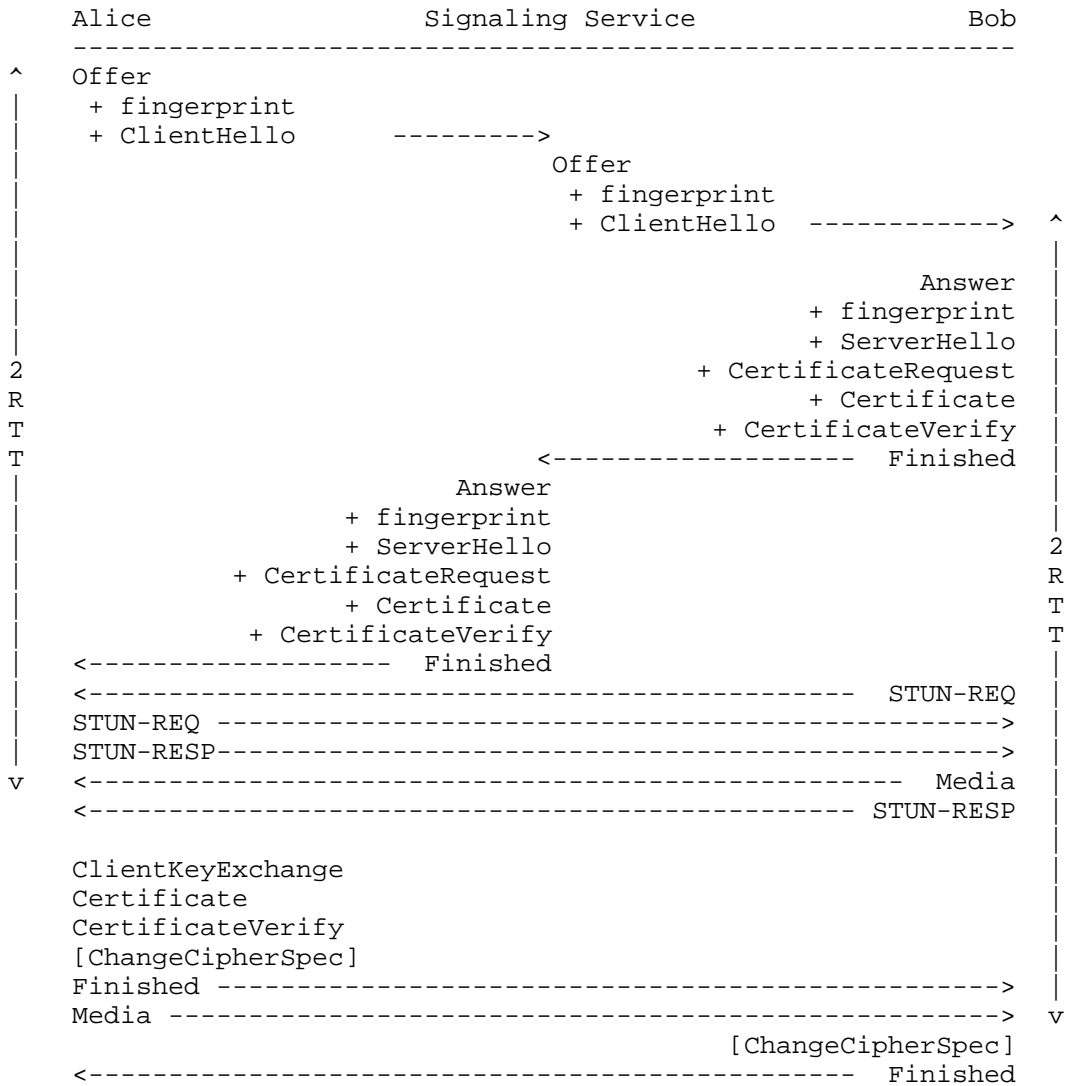 Alice                 Signaling Service                 Bob
-----------------------------------------------------------
^   Offer
|    + fingerprint
|    + ClientHello      --------->
|                                 Offer
|                                  + fingerprint
|                                  + ClientHello  ------------>  ^
|                                                                |
|                                                        Answer  |
|                                                 + fingerprint  |
|                                                 + ServerHello  |
2                                          + CertificateRequest  |
R                                                 + Certificate  |
T                                           + CertificateVerify  |
T                                <-------------------  Finished  |
|                           Answer                               |
|                    + fingerprint                               |
|                    + ServerHello                               2
|             + CertificateRequest                               R
|                    + Certificate                               T
|              + CertificateVerify                               T
|   <-------------------  Finished                               |
|   <------------------------------------------------ STUN-REQ   |
|   STUN-REQ ------------------------------------------------->  |
|   STUN-RESP------------------------------------------------->  |
v   <---------------------------------------------------  Media  |
    <------------------------------------------------ STUN-RESP  |
                                                                 |
    ClientKeyExchange                                            |
    Certificate                                                  |
    CertificateVerify                                            |
    [ChangeCipherSpec]                                           |
    Finished ------------------------------------------------->  |
    Media ---------------------------------------------------->  v
                                             [ChangeCipherSpec]
    <------------------------------------------------  Finished